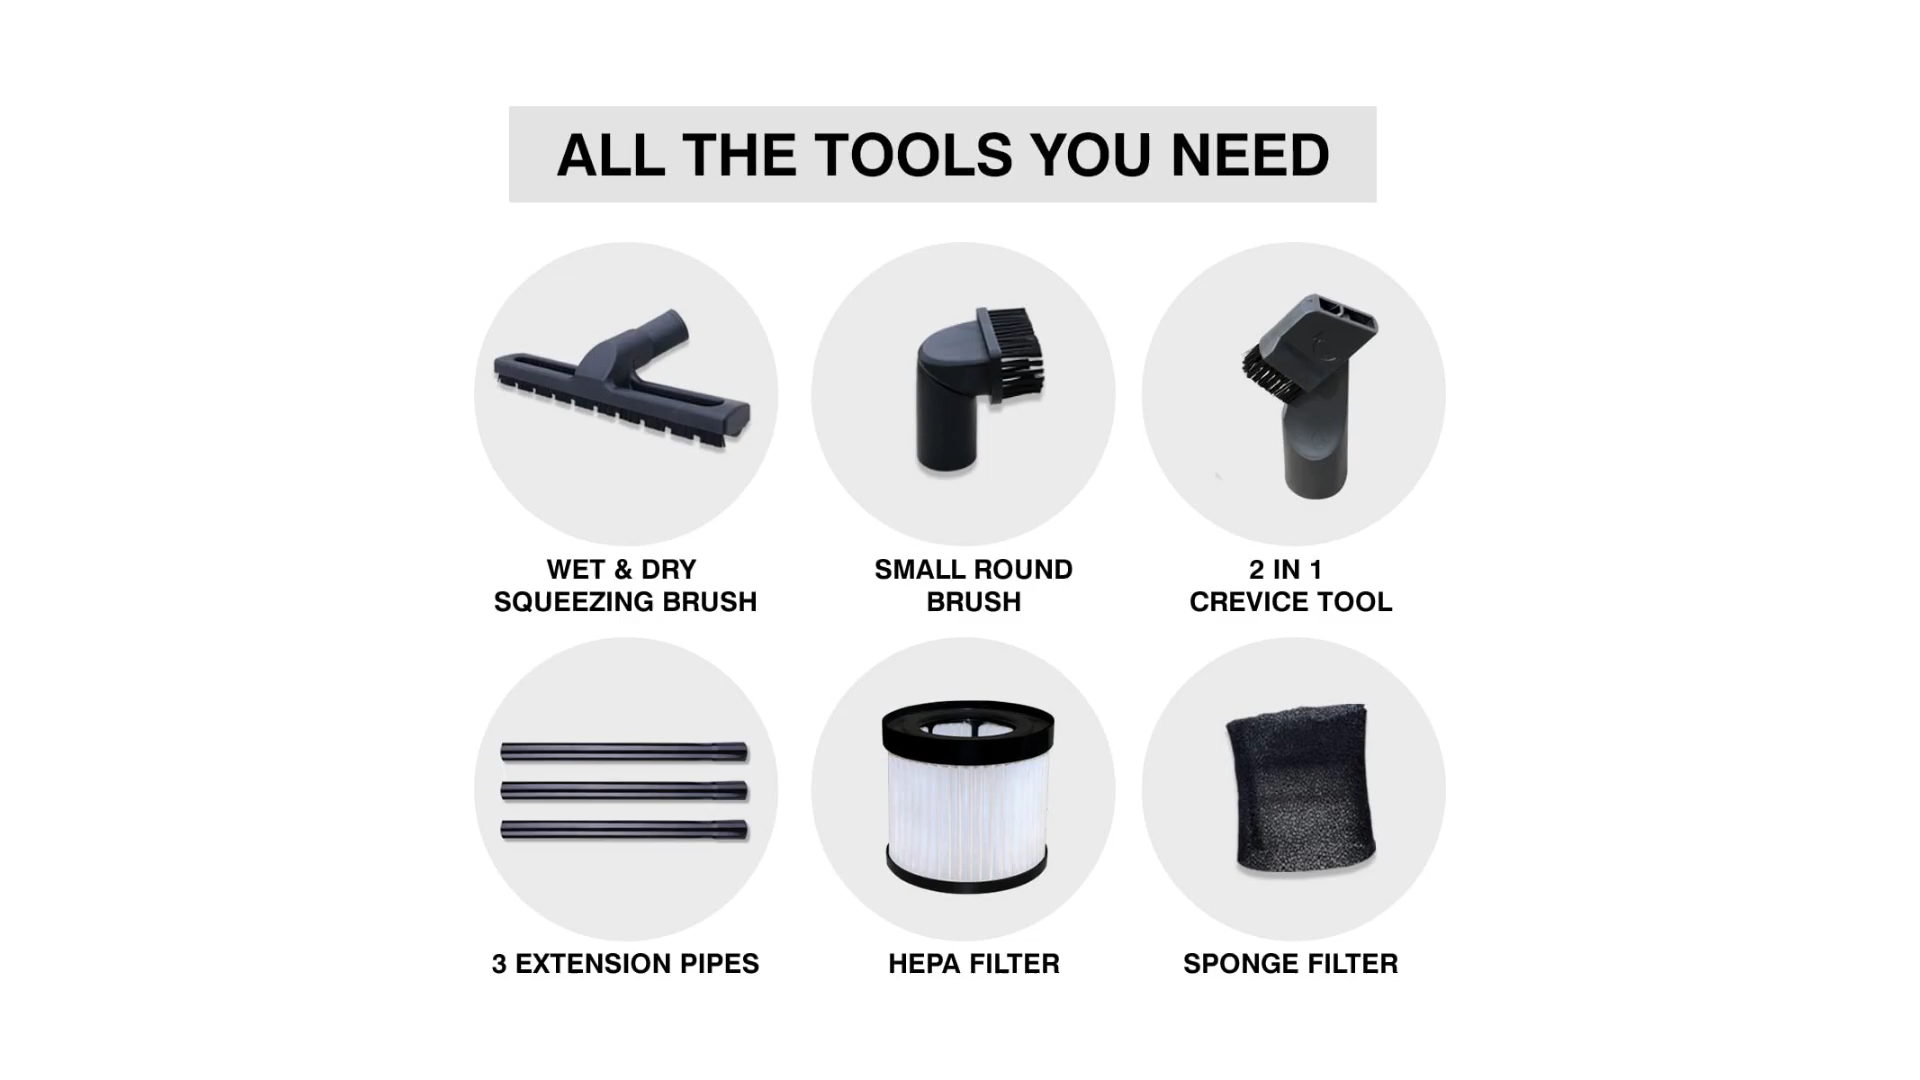 ALL THE TOOLS YOU NEED
WET & DRY
SQUEEZING BRUSH
SMALL ROUND
BRUSH
2 IN 1
CREVICE TOOL
3 EXTENSION PIPES
HEPA FILTER
SPONGE FILTER